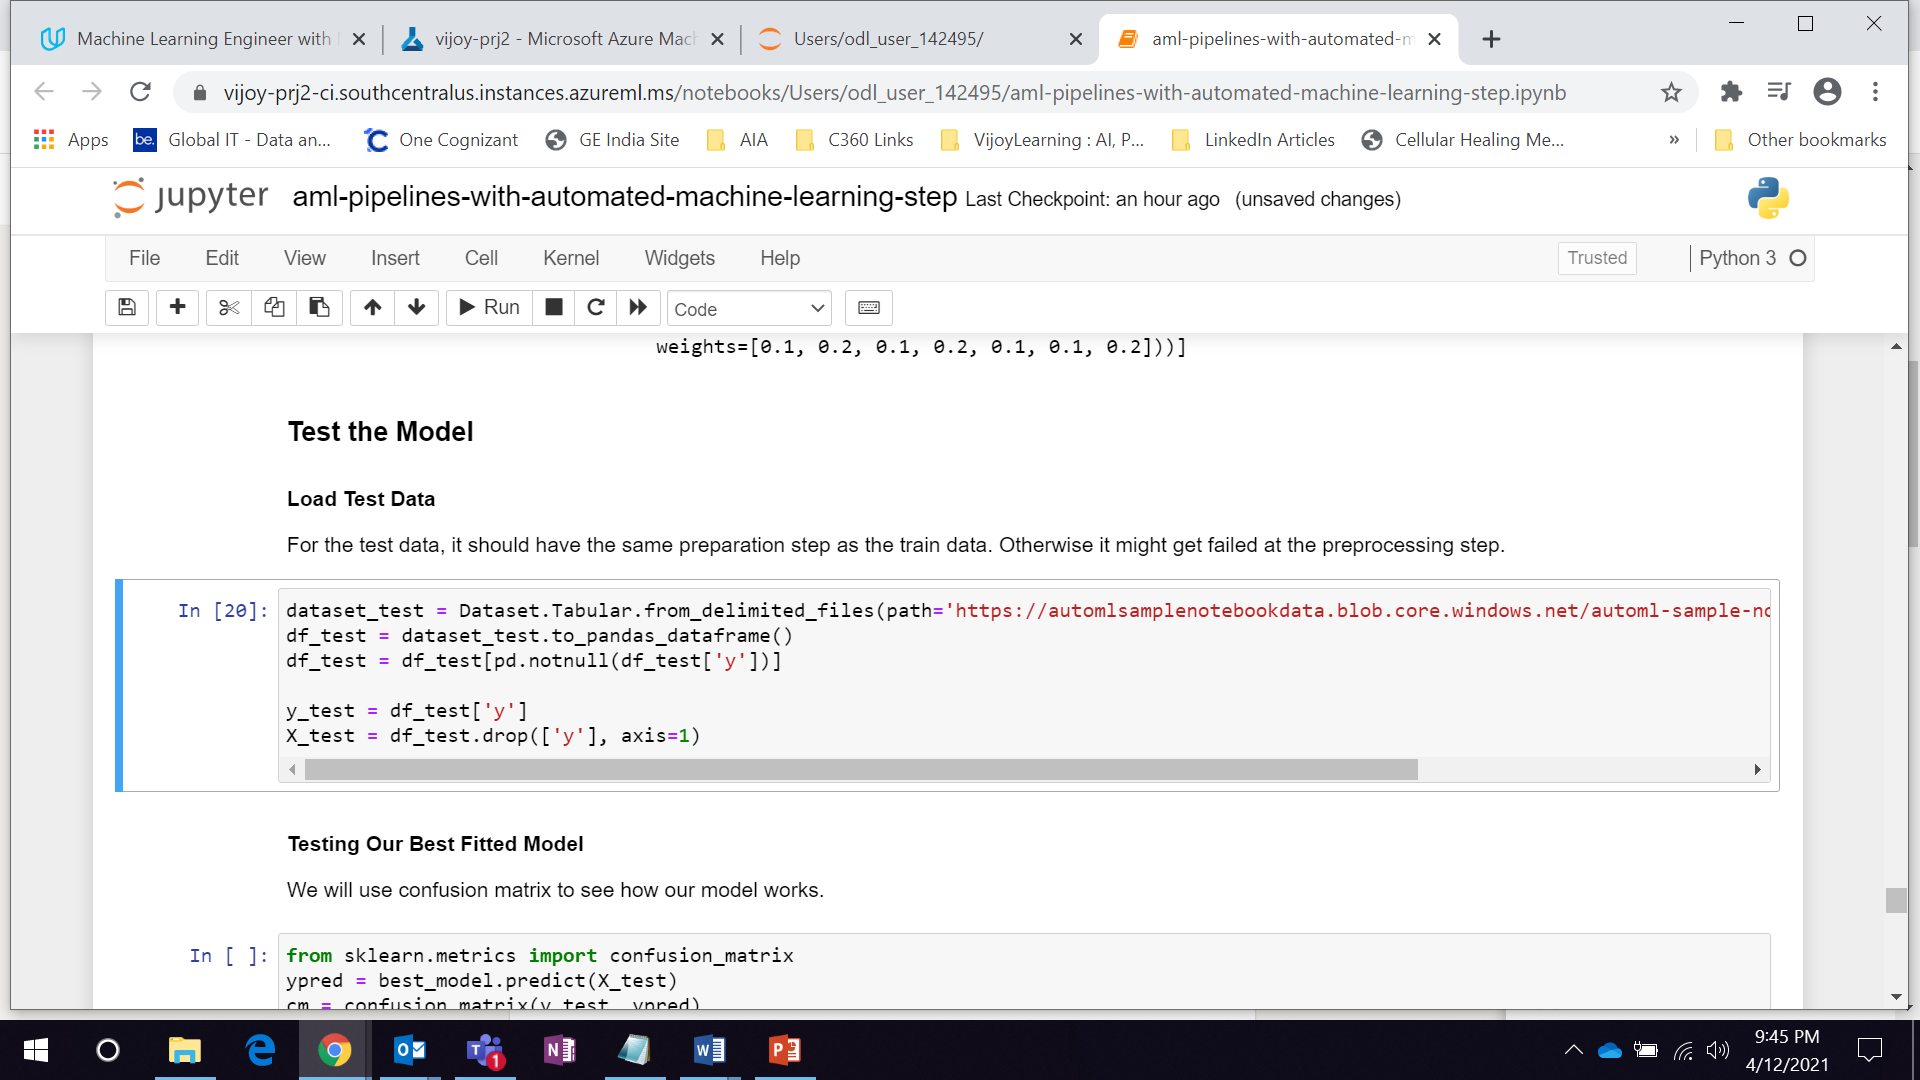 Machine Learning Engineer with
vijoy-prj2 - Microsoft Azure Mac
Users/odl_user_142495/
aml-pipelines-with-automated-m
vijoy-prj2-ci.southcentralus.instances.azureml.ms/notebooks/Users/odl_user_142495/aml-pipelines-with-automated-machine-learning-step.ipynb
Apps
be. Global IT - Data an...
One Cognizant
GE India Site
AIA
C360 Links
VijoyLearning : AI, P...
LinkedIn Articles
Cellular Healing Me...
»
Other bookmarks
jupyter aml-pipelines-with-automated-machine-learning-step Last Checkpoint: an hour ago (unsaved changes)
File Edit View Insert Cell Kernel Widgets Help Trusted Python 3
Run Code
weights=[0.1, 0.2, 0.1, 0.2, 0.1, 0.1, 0.2]))]
Test the Model
Load Test Data
For the test data, it should have the same preparation step as the train data. Otherwise it might get failed at the preprocessing step.
In [20]: dataset_test = Dataset.Tabular.from_delimited_files(path='https://automlsamplenotebookdata.blob.core.windows.net/automl-sample-no
df_test = dataset_test.to_pandas_dataframe()
df_test = df_test[pd.notnull(df_test['y'])]
y_test = df_test['y']
X_test = df_test.drop(['y'], axis=1)
Testing Our Best Fitted Model
We will use confusion matrix to see how our model works.
In [ ]: from sklearn.metrics import confusion_matrix
ypred = best_model.predict(X_test)
cm = confusion_matrix(y_test, ypred)
1
9:45 PM
4/12/2021